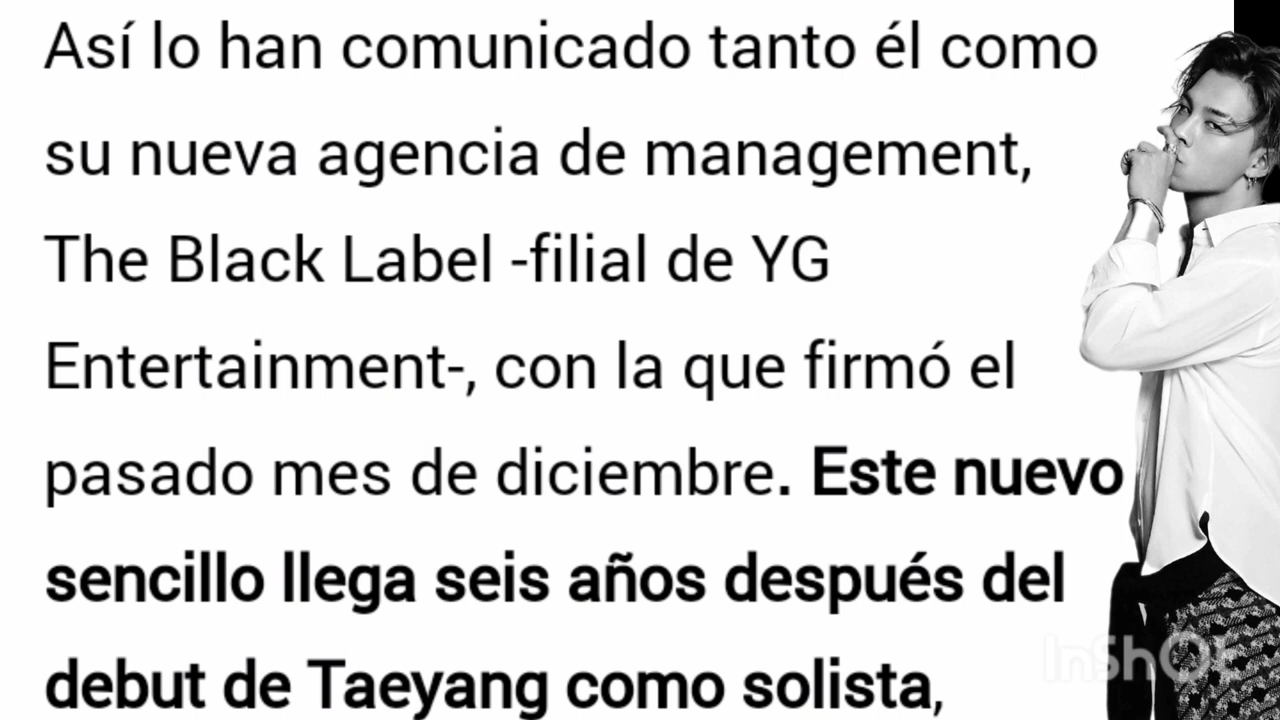 Así lo han comunicado tanto él como
su nueva agencia de management,
The Black Label -filial de YG
Entertainment-, con la que firmó el
pasado mes de diciembre. Este nuevo
sencillo llega seis años después del
debut de Taeyang como solista,
InShOt